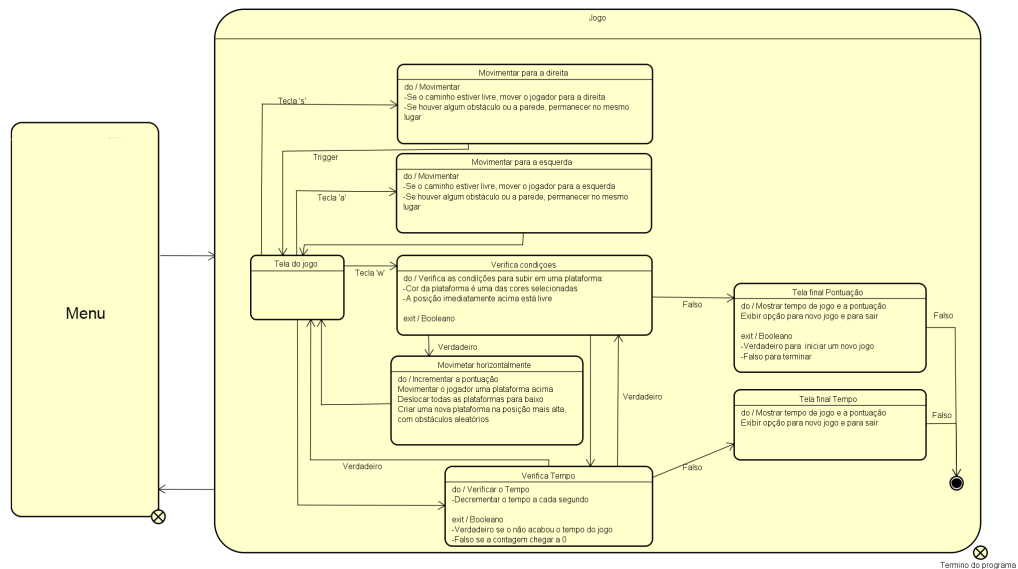 Jogo
Movimentar para a direita
do / Movimentar
-Se o caminho estiver livre, mover o jogador para a direita
-Se houver algum obstáculo ou a parede, permanecer no mesmo
lugar
Tecla 's'
Trigger
Movimentar para a esquerda
do / Movimentar
-Se o caminho estiver livre, mover o jogador para a esquerda
-Se houver algum obstáculo ou a parede, permanecer no mesmo
lugar
Tecla 'a'
Tela do jogo
Tecla 'w'
Verifica condiçoes
do / Verifica as condilções para subir em uma plataforma:
-Cor da plataforma é uma das cores selecionadas
-A posição imediatamente acima está livre
exit / Booleano
Falso
Tela final Pontuação
do / Mostrar tempo de jogo e a pontuação
Exibir opção para novo jogo e para sair
exit / Booleano
-Verdadeiro para iniciar um novo jogo
-Falso para terminar
Falso
Menu
Verdadeiro
Movimetar horizontalmente
do / Incrementar a pontuação
Movimentar o jogador uma plataforma acima
Deslocar todas as plataformas para baixo
Criar uma nova plataforma na posição mais alta,
com obstáculos aleatórios
Verdadeiro
Tela final Tempo
do / Mostrar tempo de jogo e a pontuação
Exibir opção para novo jogo e para sair
Falso
Verdadeiro
Falso
Verifica Tempo
do / Verificar o Tempo
-Decrementar o tempo a cada segundo
exit / Booleano
-Verdadeiro se o não acabou o tempo do jogo
-Falso se a contagem chegar a 0
Termino do programa